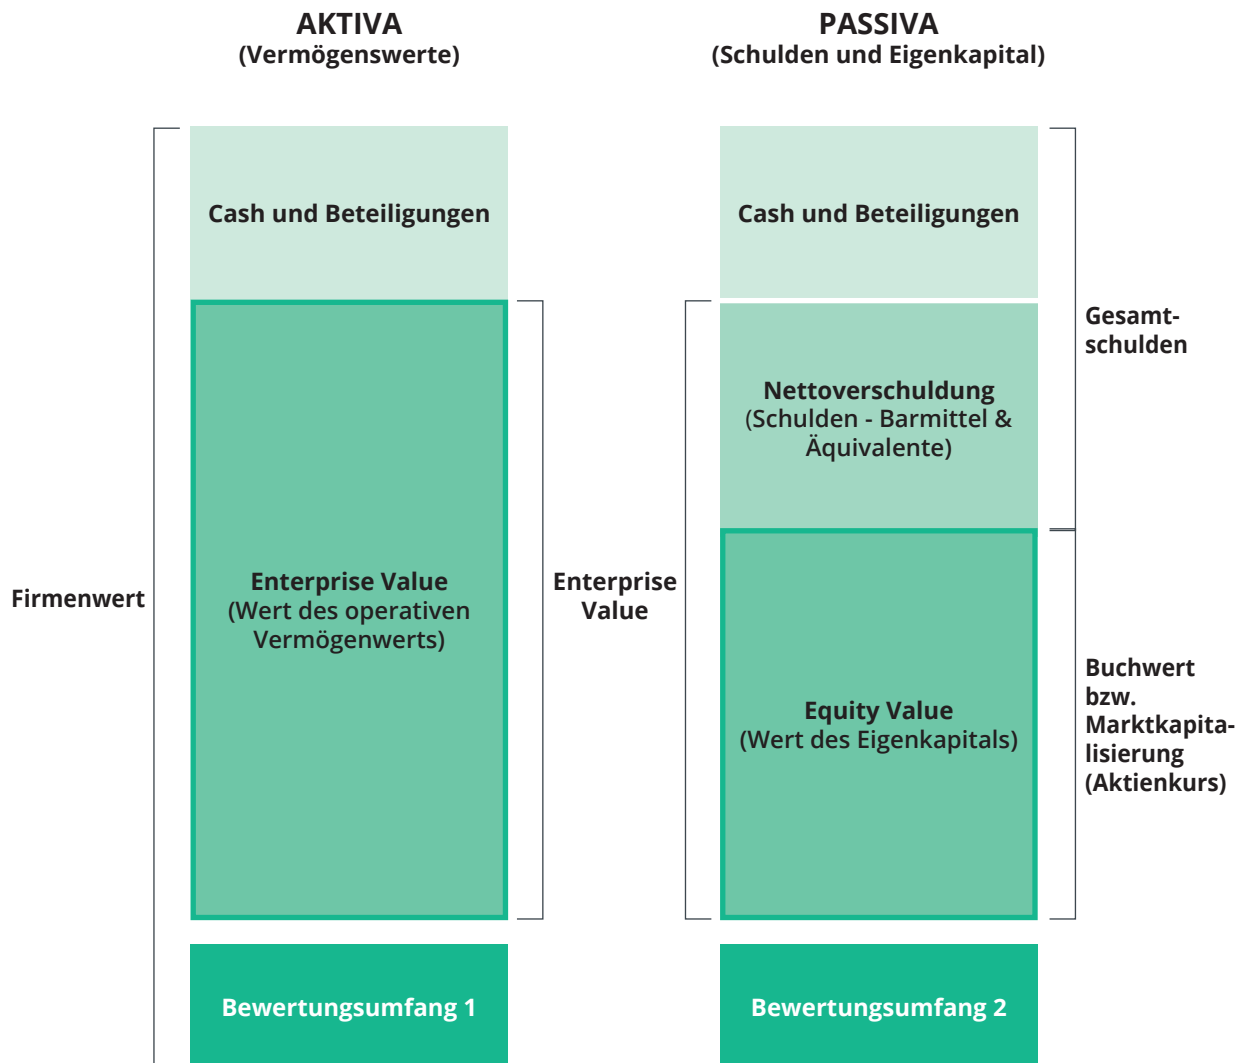 AKTIVA
(Vermögenswerte)
PASSIVA
(Schulden und Eigenkapital)
Cash und Beteiligungen
Cash und Beteiligungen
Gesamt-
schulden
Nettoverschuldung
(Schulden - Barmittel &
Äquivalente)
Firmenwert
Enterprise Value
(Wert des operativen
Vermögenwerts)
Enterprise
Value
Equity Value
(Wert des Eigenkapitals)
Buchwert
bzw.
Marktkapita-
lisierung
(Aktienkurs)
Bewertungsumfang 1
Bewertungsumfang 2